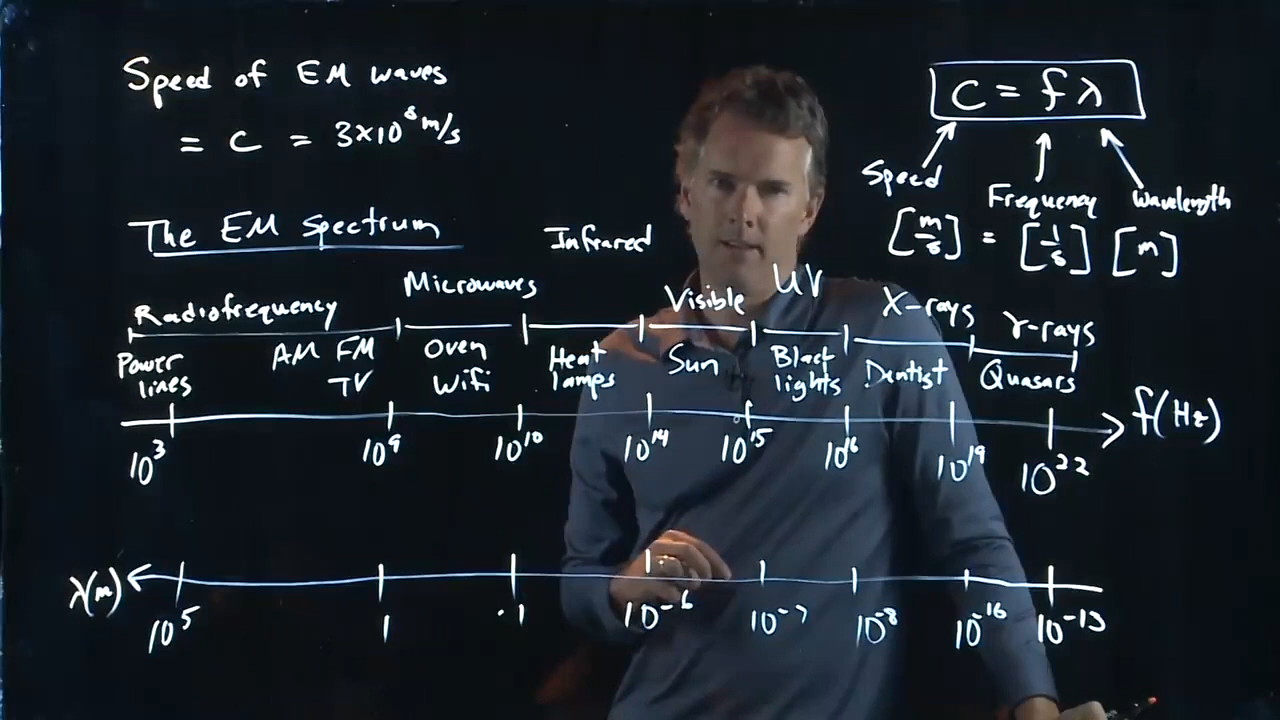 Speed of EM waves
= c = 3×10⁸ m/s
c = fλ
Speed Frequency Wavelength
[m/s] = [1/s] [m]
The EM Spectrum
Infrared
Microwaves
UV
Radiofrequency
Visible
X-rays
γ-rays
Power lines
AM FM TV
Oven Wifi
Heat lamps
Sun
Black lights
Dentist
Quasars
f(Hz)
10³ 10⁹ 10¹⁰ 10¹⁴ 10¹⁵ 10¹⁶ 10¹⁹ 10²²
λ(m)
10⁵ 1 .1 10⁻⁶ 10⁻⁷ 10⁻⁸ 10⁻¹⁶ 10⁻¹³